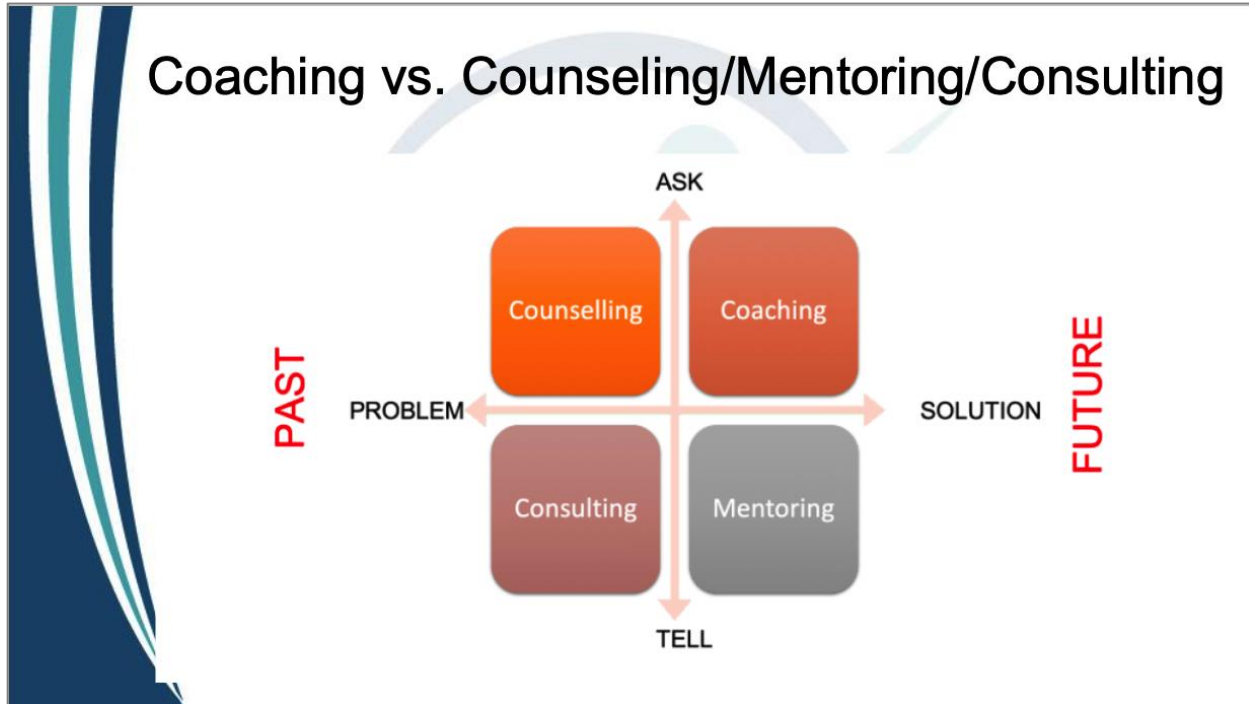 Coaching vs. Counseling/Mentoring/Consulting
ASK
Counselling
Coaching
PAST
PROBLEM
SOLUTION
FUTURE
Consulting
Mentoring
TELL